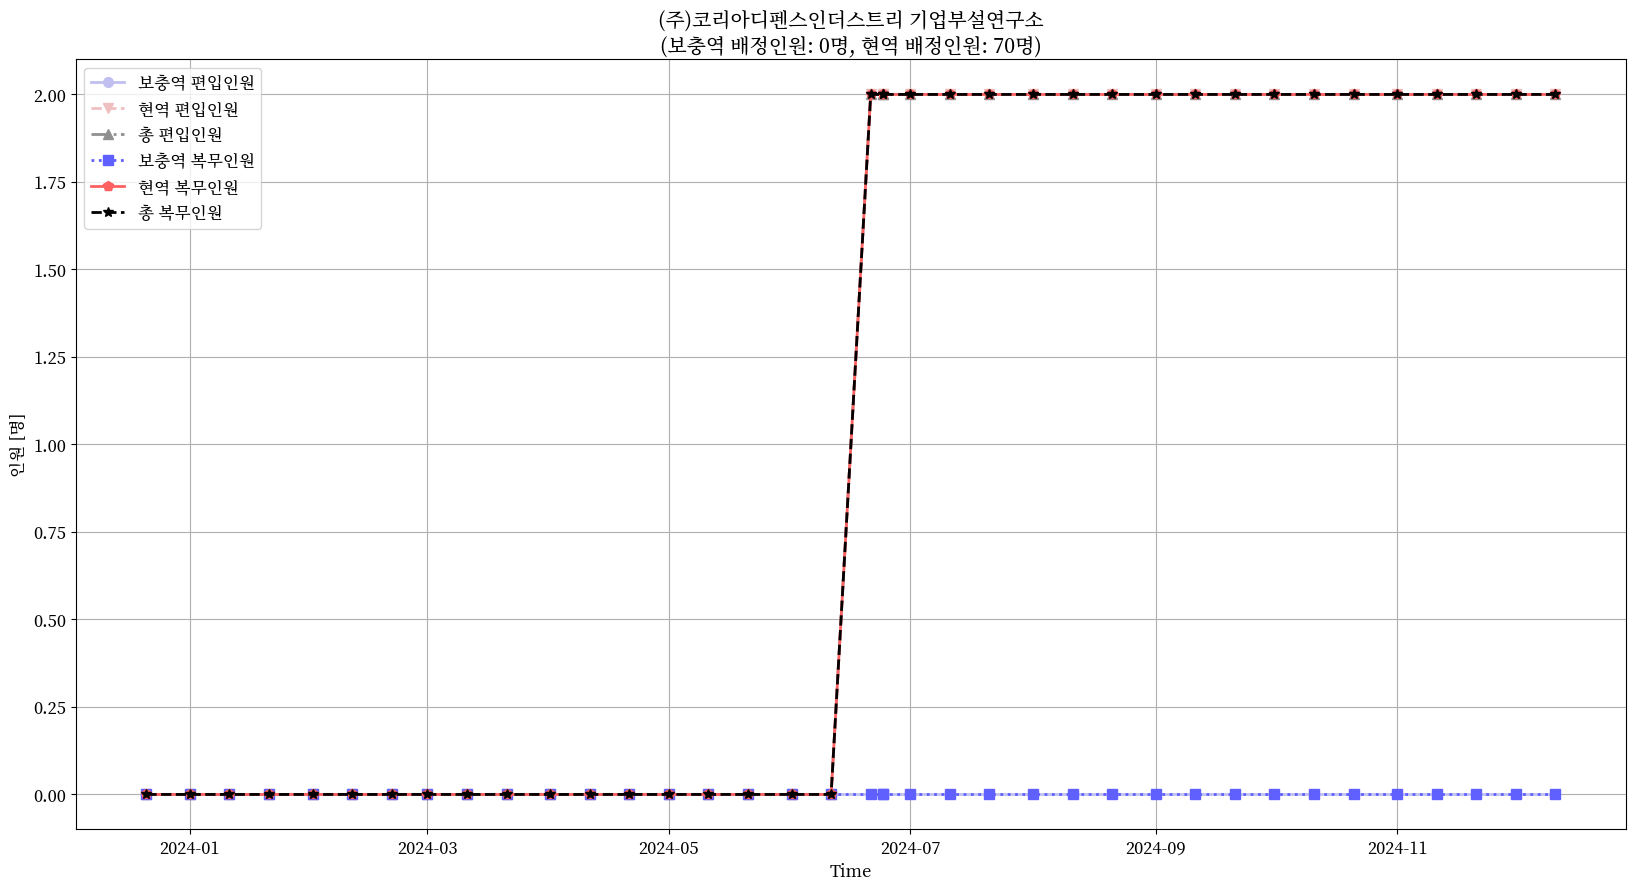 (주)코리아디펜스인더스트리 기업부설연구소
(보충역 배정인원: 0명, 현역 배정인원: 70명)
보충역 편입인원
현역 편입인원
총 편입인원
보충역 복무인원
현역 복무인원
총 복무인원
2.00
1.75
1.50
1.25
1.00
0.75
0.50
0.25
0.00
인원 [명]
2024-01
2024-03
2024-05
2024-07
2024-09
2024-11
Time